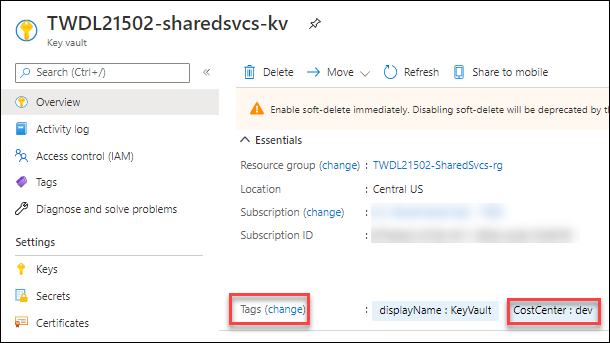 TWDL21502-sharedsvcs-kv
Key vault
Search (Ctrl+/)
Overview
Activity log
Access control (IAM)
Tags
Diagnose and solve problems
Settings
Keys
Secrets
Certificates
Delete Move Refresh Share to mobile
Enable soft-delete immediately. Disabling soft-delete will be deprecated by th
Essentials
Resource group (change) : TWDL21502-SharedSvcs-rg
Location : Central US
Subscription (change) :
Subscription ID :
Tags (change) : displayName : KeyVault CostCenter : dev